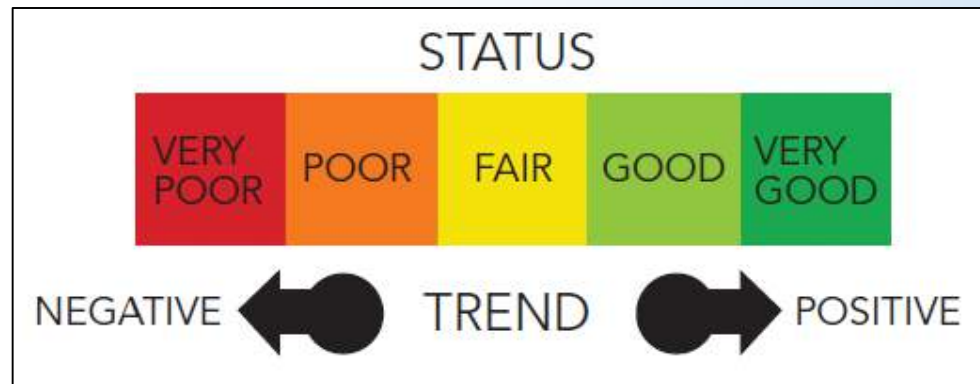 STATUS
VERY POOR
POOR
FAIR
GOOD
VERY GOOD
NEGATIVE
TREND
POSITIVE